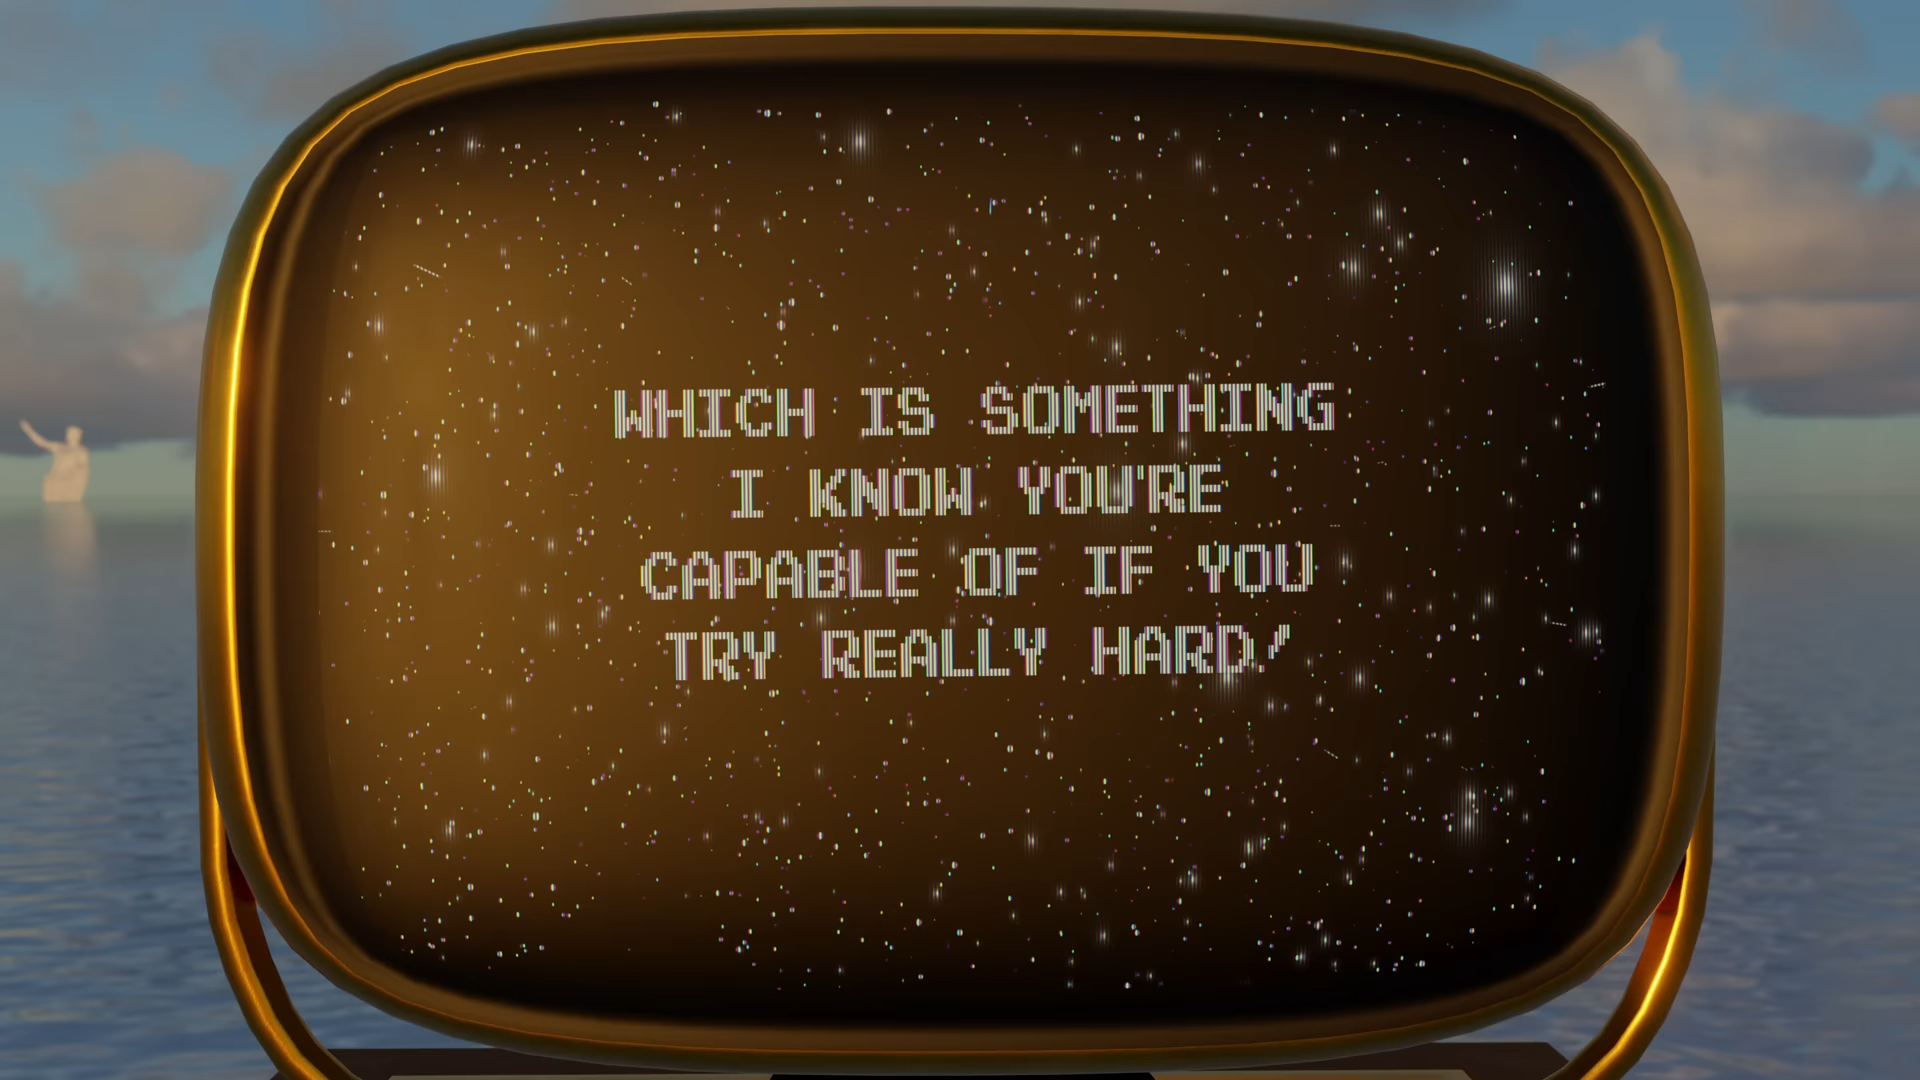 WHICH IS SOMETHING
I KNOW YOU'RE
CAPABLE OF IF YOU
TRY REALLY HARD!